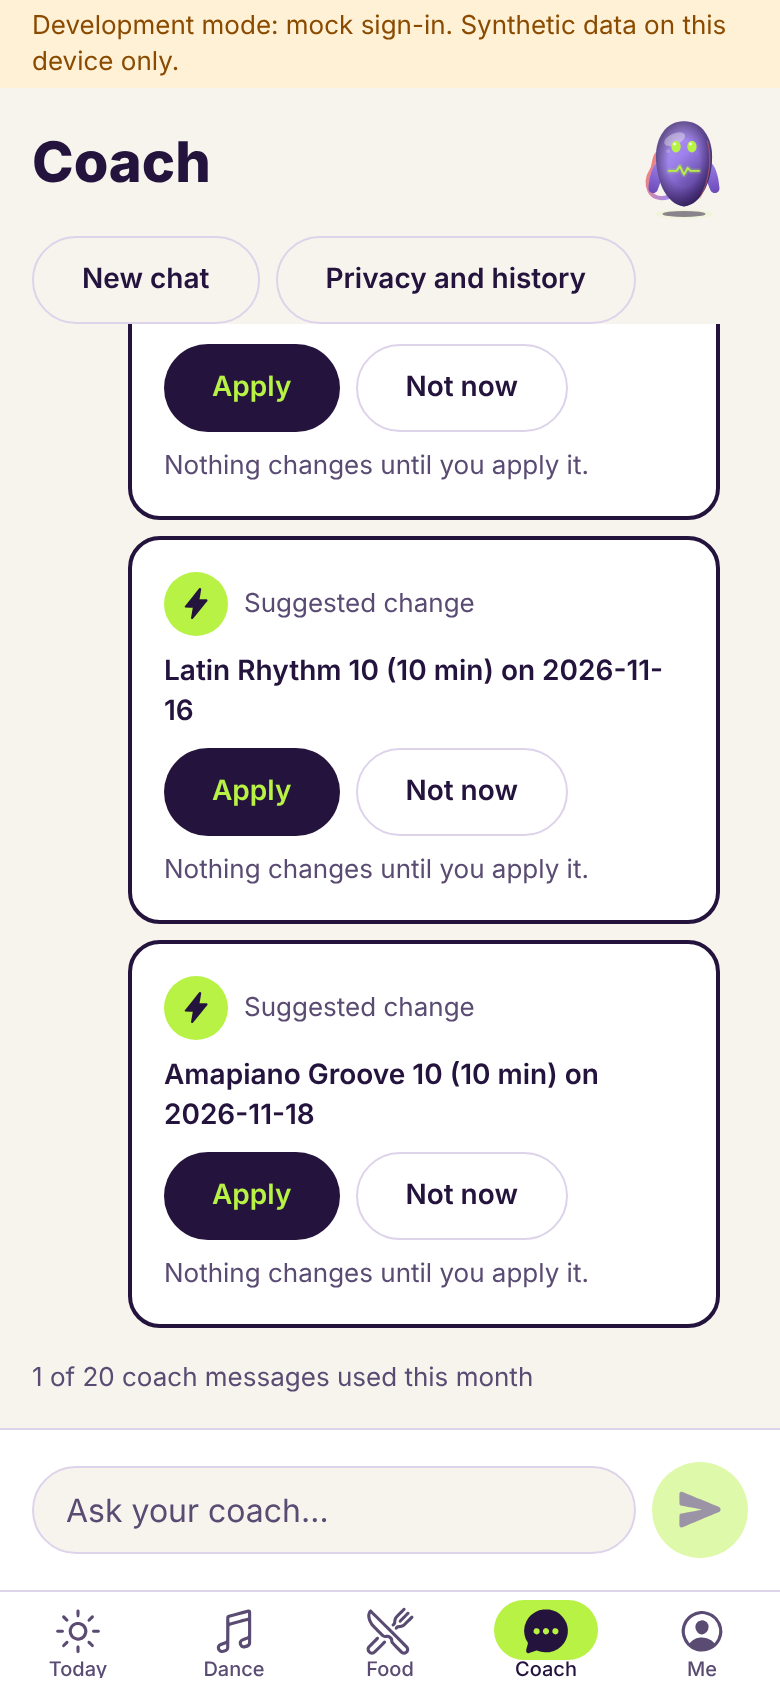 Development mode: mock sign-in. Synthetic data on this
device only.
Coach
New chat
Privacy and history
Apply
Not now
Nothing changes until you apply it.
Suggested change
Latin Rhythm 10 (10 min) on 2026-11-
16
Apply
Not now
Nothing changes until you apply it.
Suggested change
Amapiano Groove 10 (10 min) on
2026-11-18
Apply
Not now
Nothing changes until you apply it.
1 of 20 coach messages used this month
Ask your coach...
Today
Dance
Food
Coach
Me